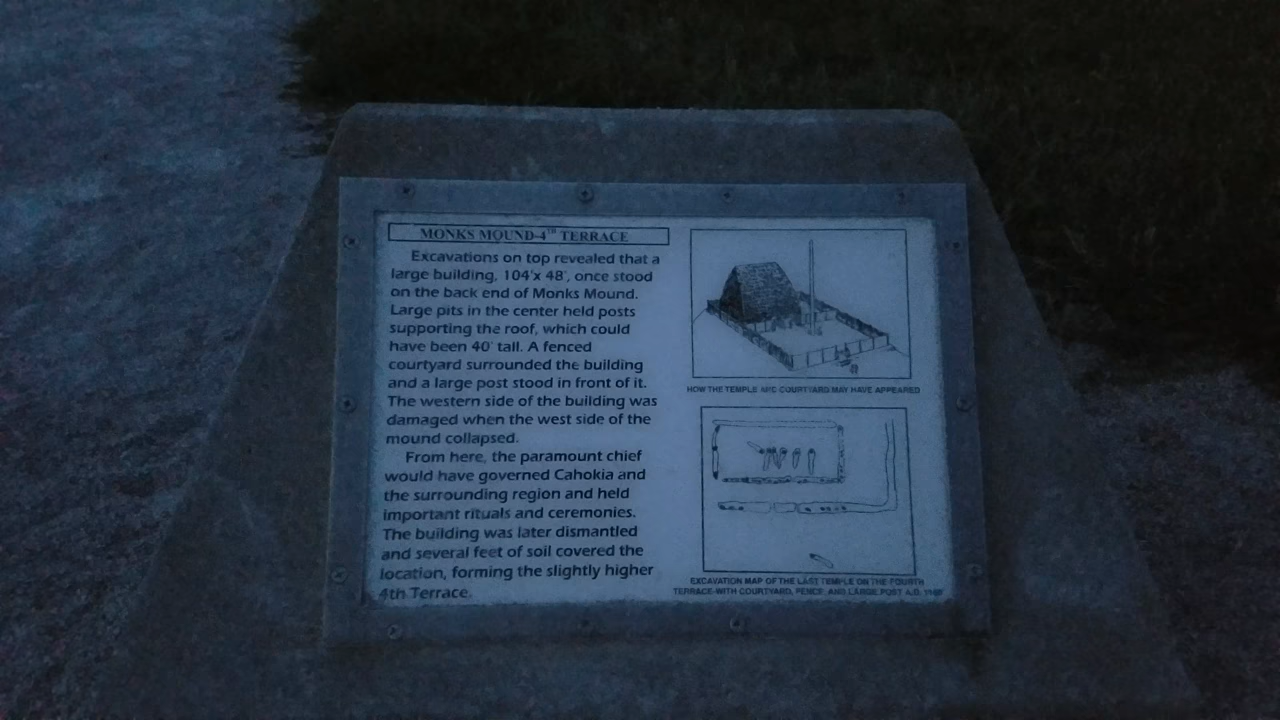 MONKS MOUND-4TH TERRACE
Excavations on top revealed that a
large building, 104'x 48', once stood
on the back end of Monks Mound.
Large pits in the center held posts
supporting the roof, which could
have been 40' tall. A fenced
courtyard surrounded the building
and a large post stood in front of it.
The western side of the building was
damaged when the west side of the
mound collapsed.
From here, the paramount chief
would have governed Cahokia and
the surrounding region and held
important rituals and ceremonies.
The building was later dismantled
and several feet of soil covered the
location, forming the slightly higher
4th Terrace.
HOW THE TEMPLE AND COURTYARD MAY HAVE APPEARED
EXCAVATION MAP OF THE LAST TEMPLE ON THE FOURTH
TERRACE-WITH COURTYARD, FENCE, AND LARGE POST A.D.